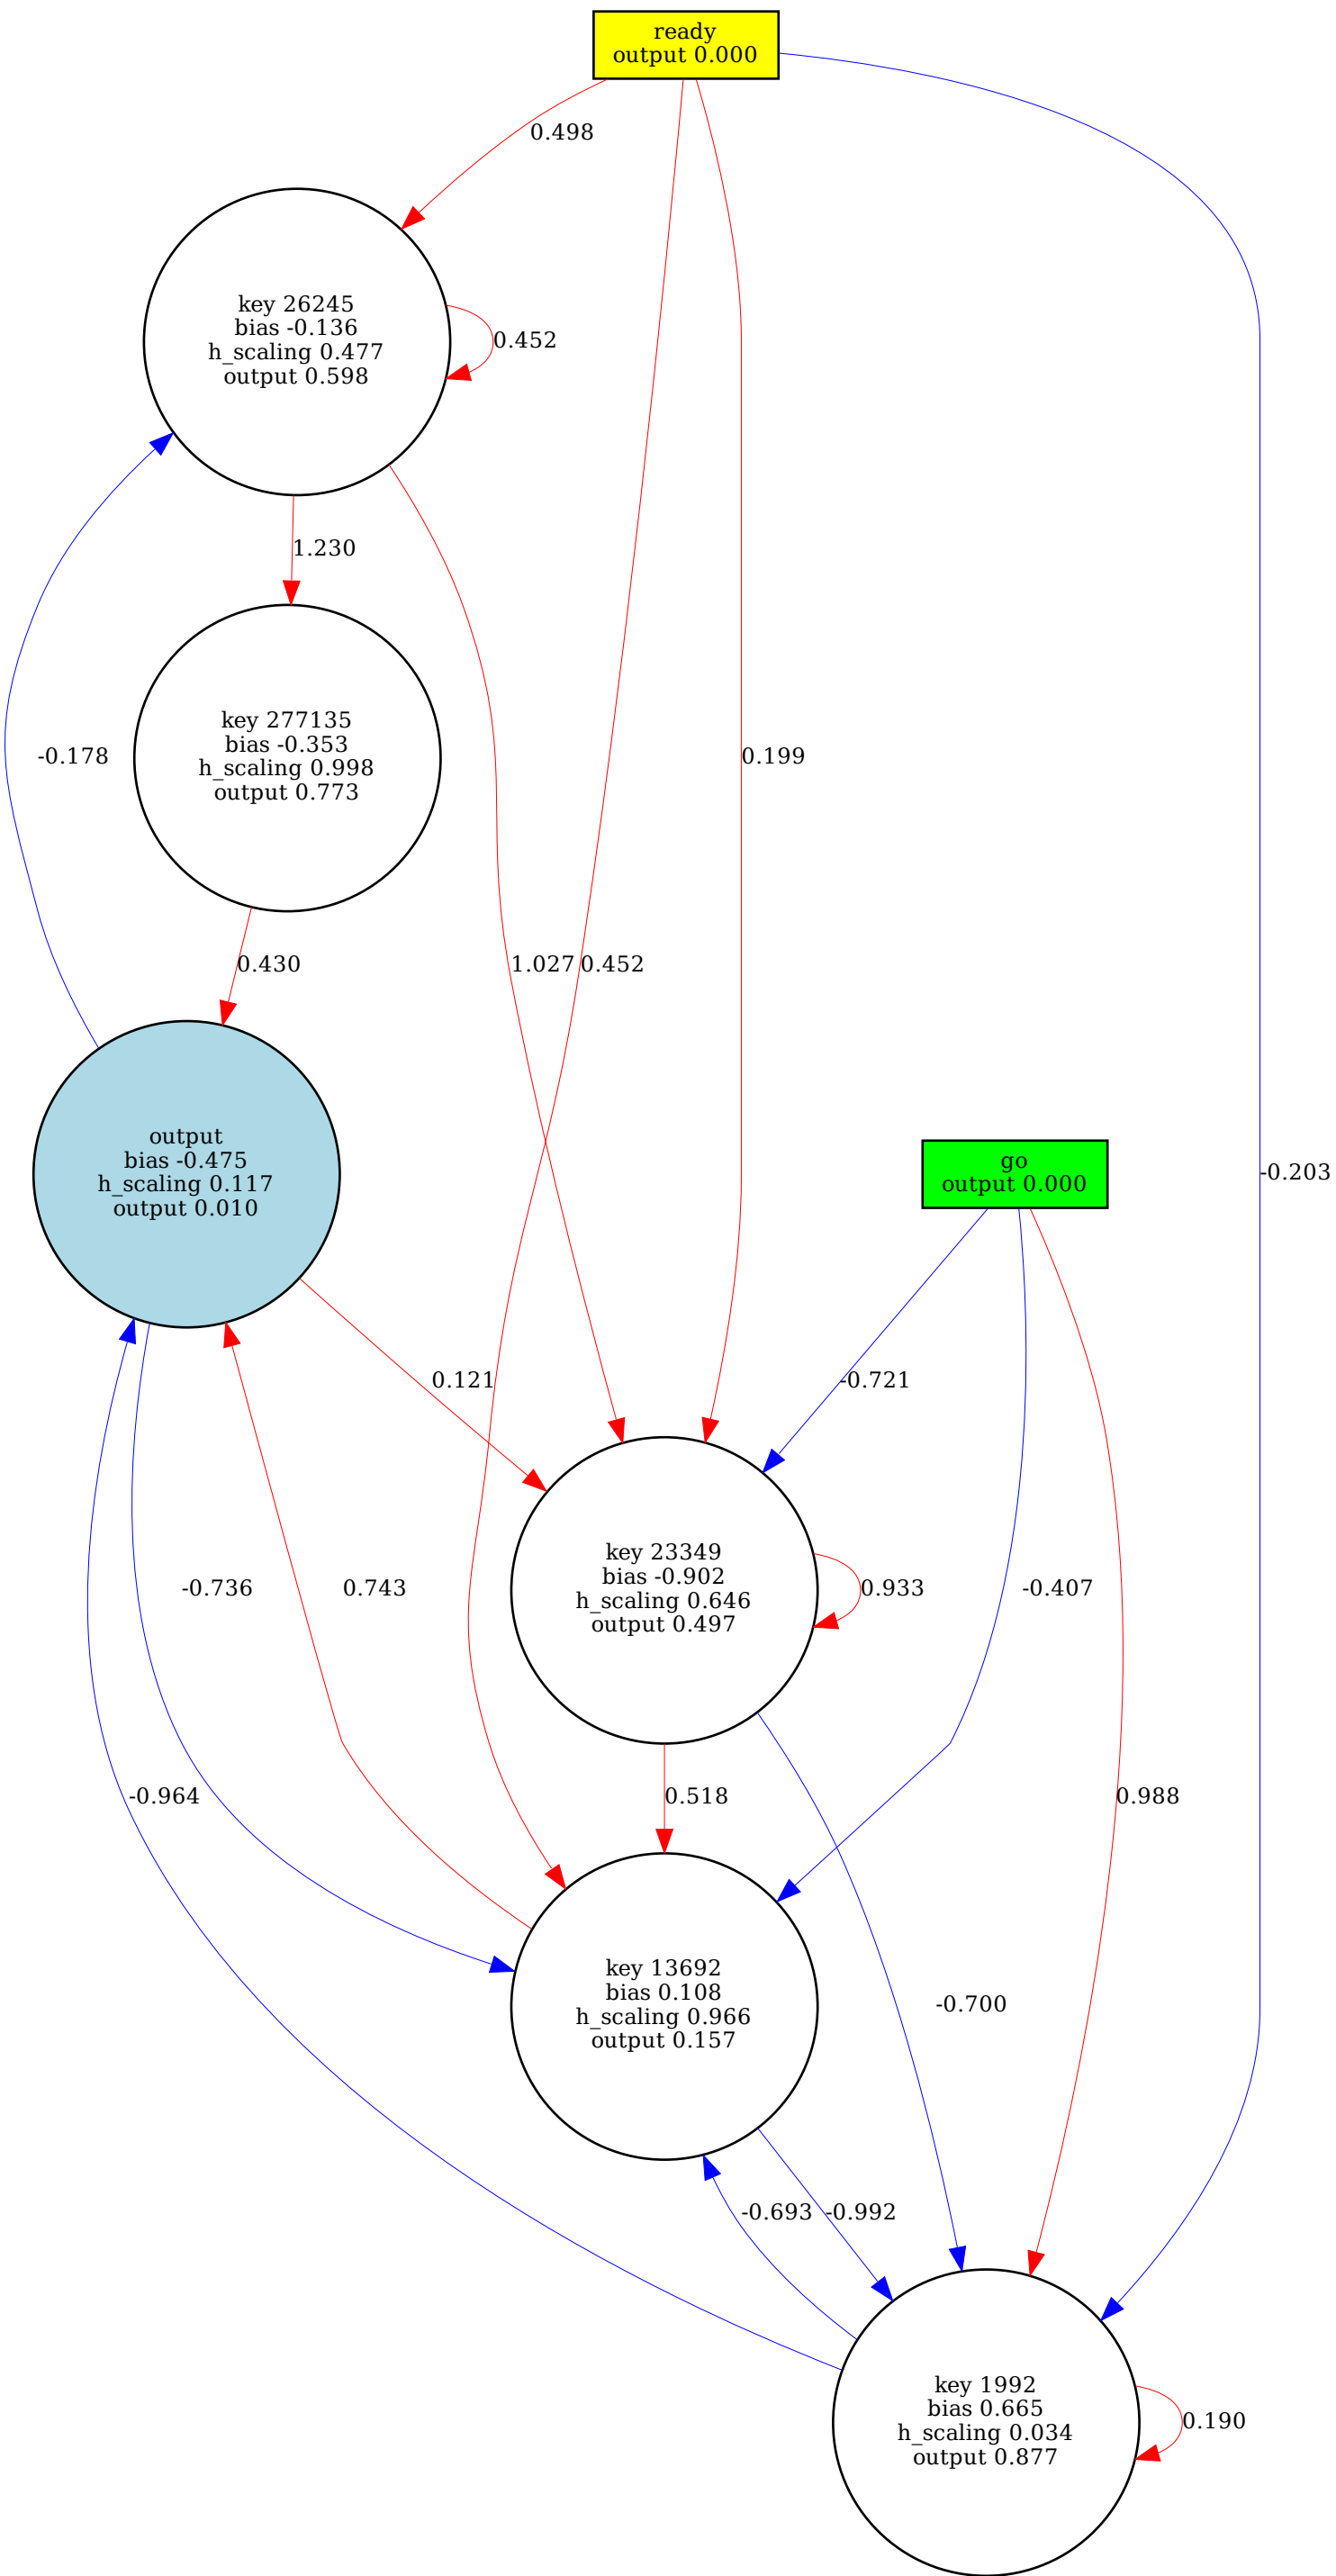 ready
output 0.000
0.498
key 26245
bias -0.136
h_scaling 0.477
output 0.598
0.452
1.230
key 277135
bias -0.353
h_scaling 0.998
output 0.773
-0.178
0.199
0.430
1.027
0.452
output
bias -0.475
h_scaling 0.117
output 0.010
go
output 0.000
-0.203
0.121
-0.721
key 23349
bias -0.902
h_scaling 0.646
output 0.497
0.933
-0.736
0.743
-0.407
-0.964
0.518
0.988
key 13692
bias 0.108
h_scaling 0.966
output 0.157
-0.700
-0.693
-0.992
key 1992
bias 0.665
h_scaling 0.034
output 0.877
0.190